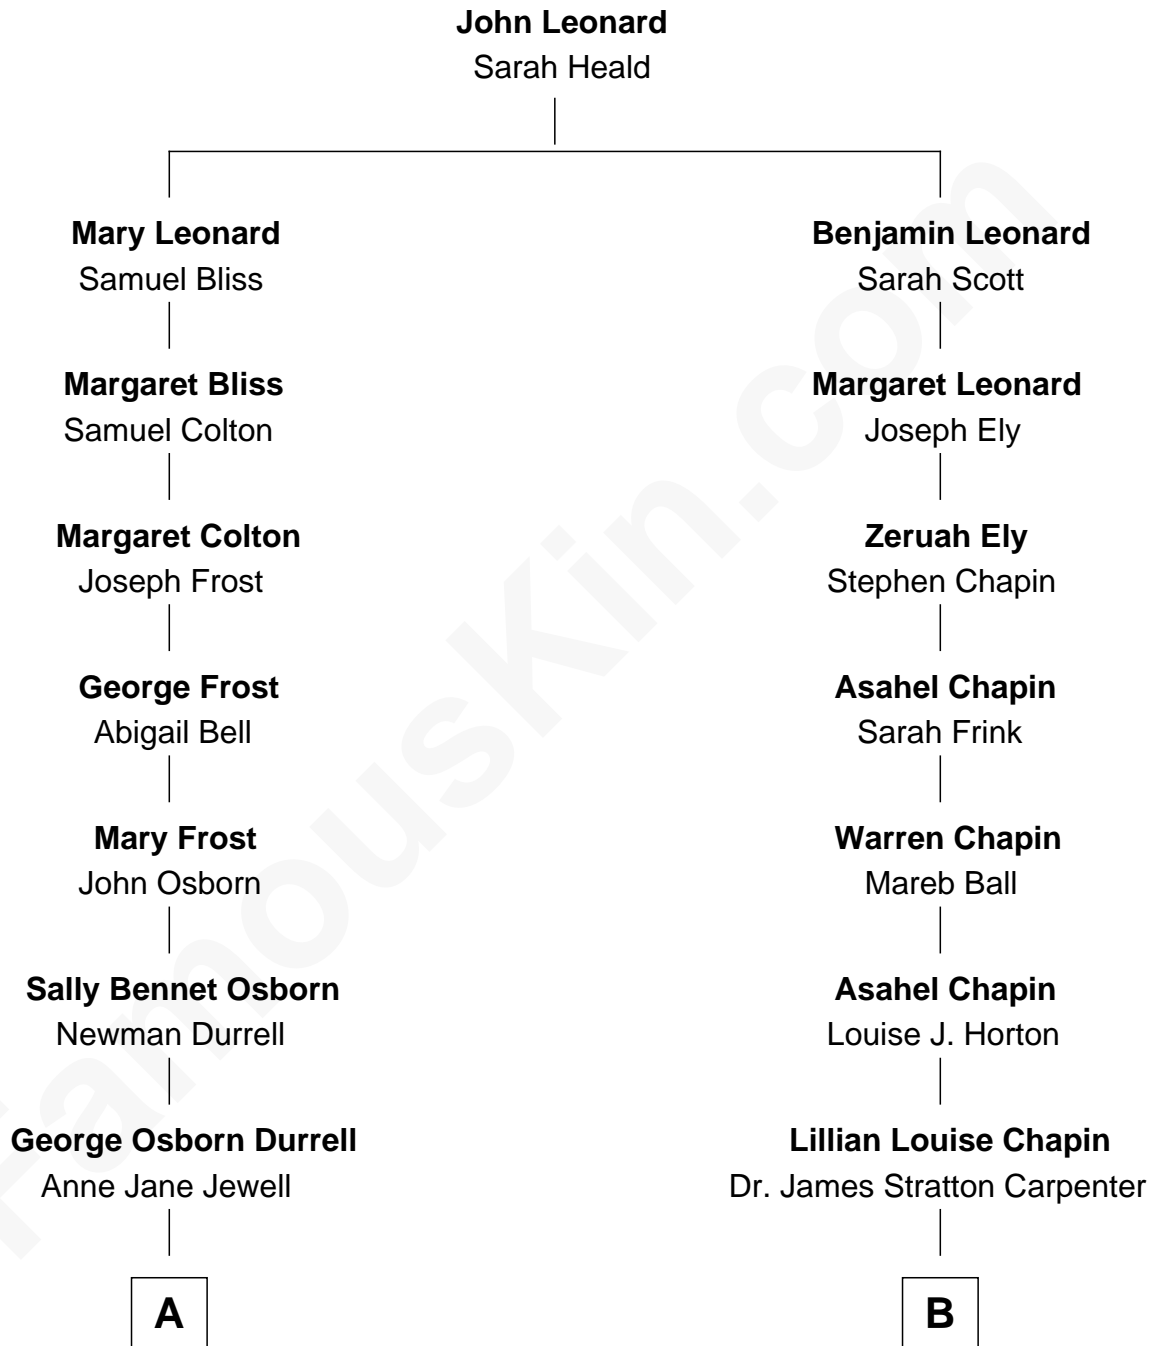 John Leonard
Sarah Heald
Mary Leonard
Samuel Bliss
Benjamin Leonard
Sarah Scott
Margaret Bliss
Samuel Colton
Margaret Leonard
Joseph Ely
Margaret Colton
Joseph Frost
Zeruah Ely
Stephen Chapin
George Frost
Abigail Bell
Asahel Chapin
Sarah Frink
Mary Frost
John Osborn
Warren Chapin
Mareb Ball
Sally Bennet Osborn
Newman Durrell
Asahel Chapin
Louise J. Horton
George Osborn Durrell
Anne Jane Jewell
Lillian Louise Chapin
Dr. James Stratton Carpenter
A
B
FamousKin.com